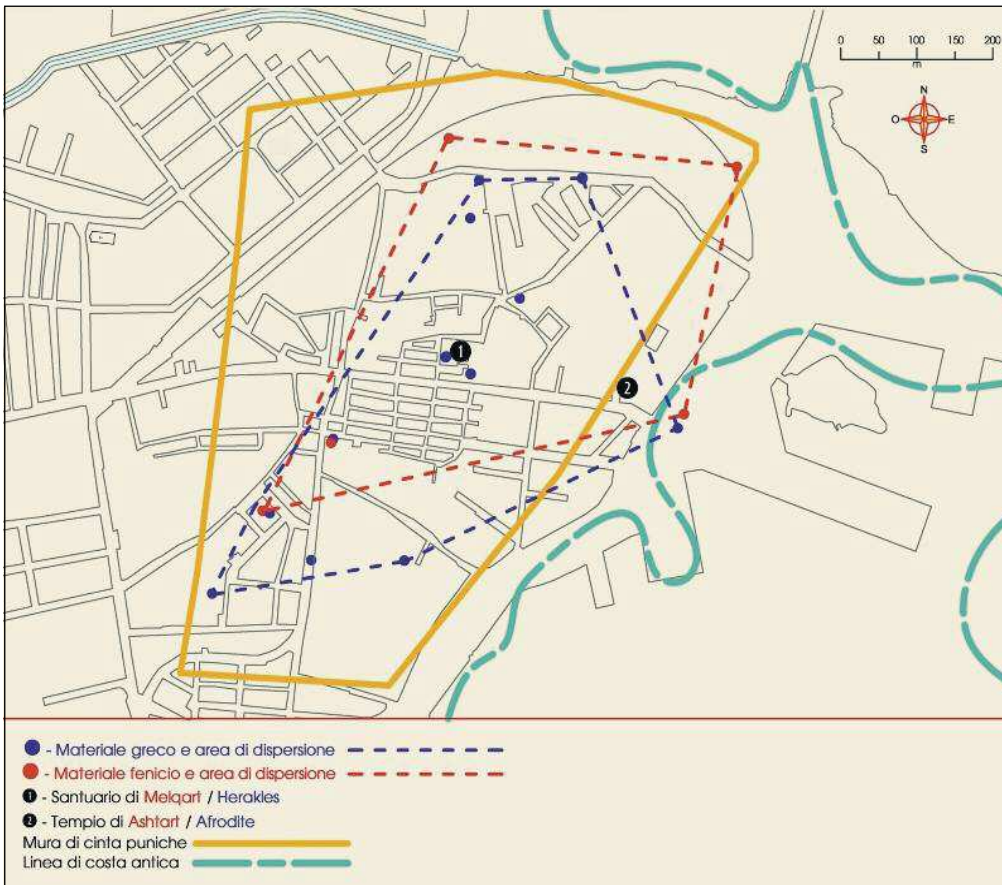 0 50 100 150 200
m
N
O E
S
1
2
- Materiale greco e area di dispersione
- Materiale fenicio e area di dispersione
1 - Santuario di Melqart / Herakles
2 - Tempio di Ashtart / Afrodite
Mura di cinta puniche
Linea di costa antica